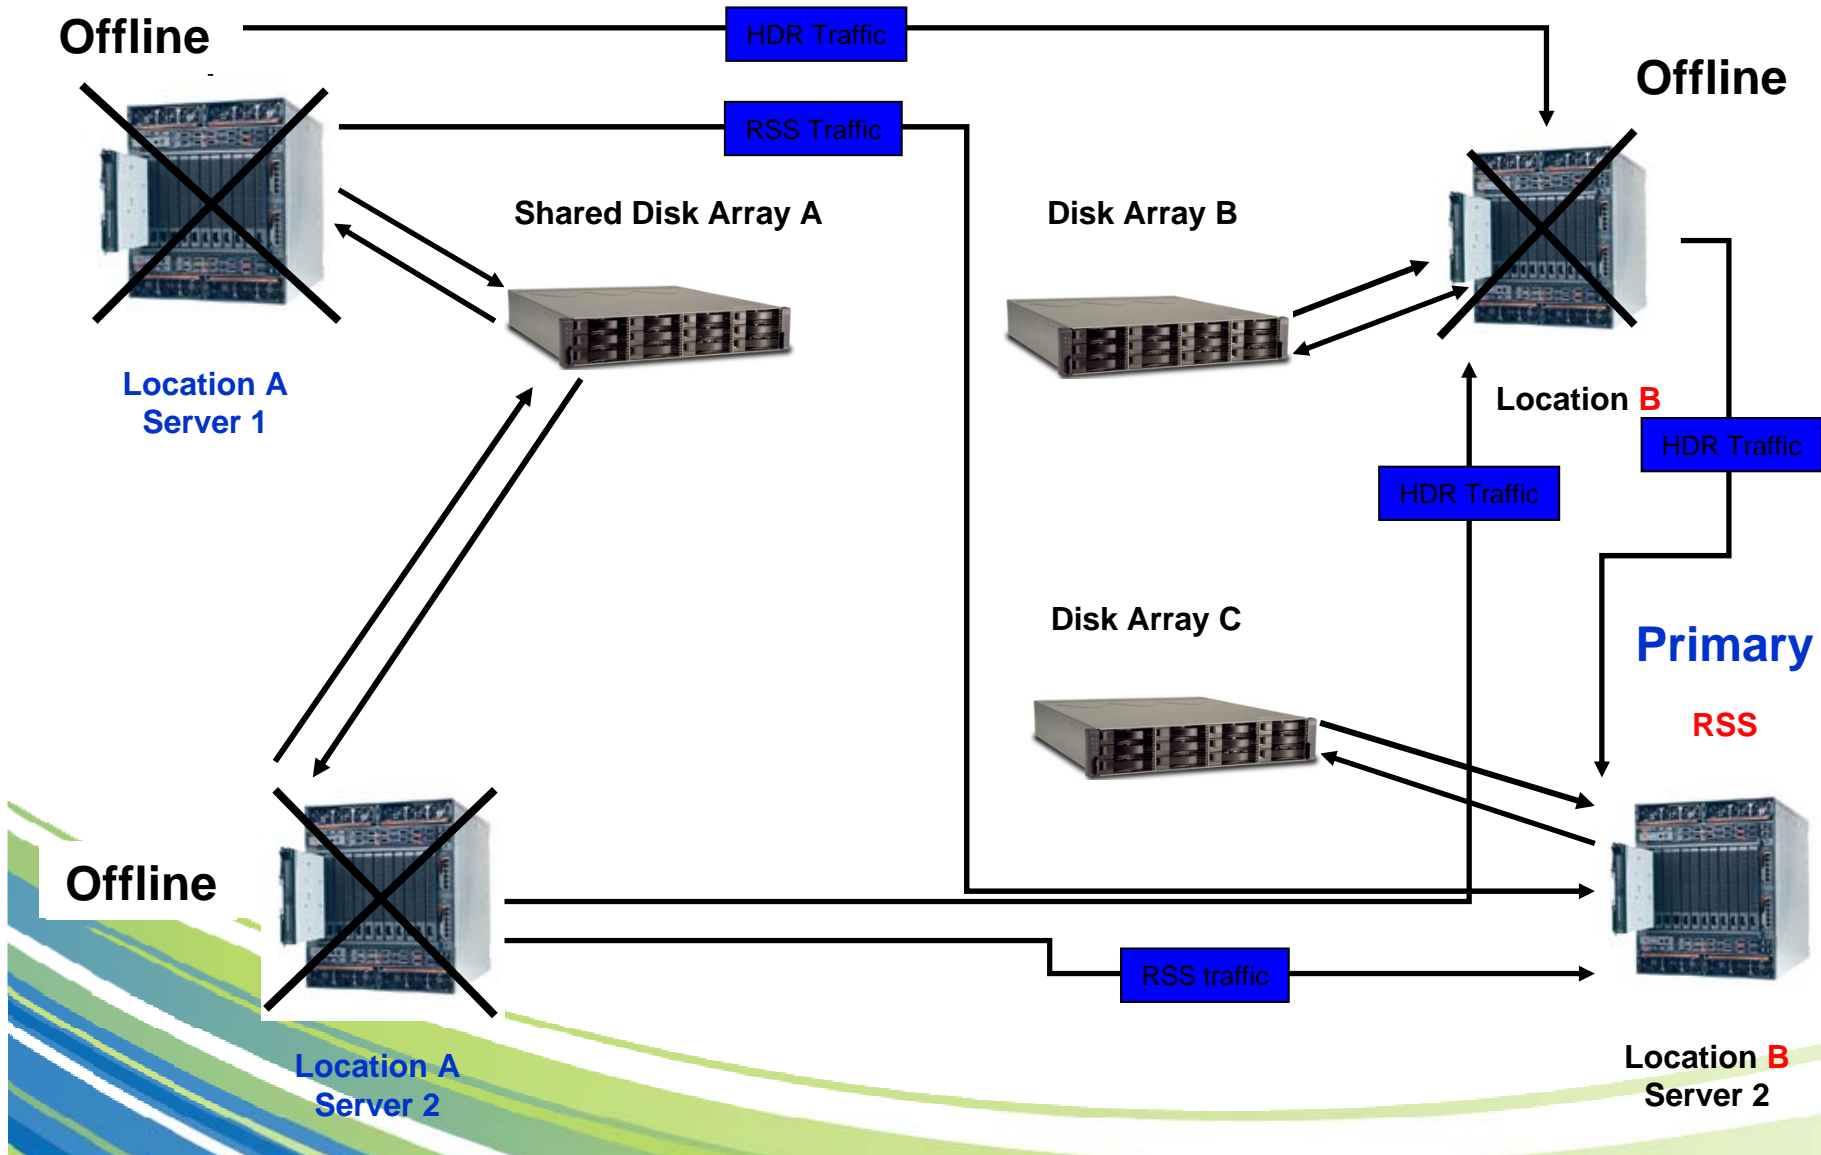 Offline
HDR Traffic
Offline
RSS Traffic
Shared Disk Array A
Disk Array B
Location A
Server 1
Location B
HDR Traffic
HDR Traffic
Disk Array C
Primary
RSS
Offline
RSS traffic
Location A
Server 2
Location B
Server 2